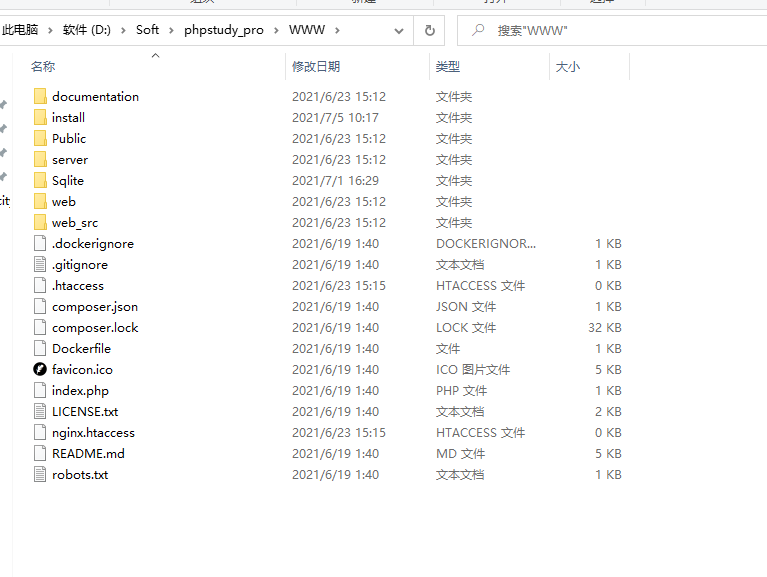 此电脑 > 软件 (D:) > Soft > phpstudy_pro > WWW > 搜索"WWW"
名称 修改日期 类型 大小
documentation 2021/6/23 15:12 文件夹
install 2021/7/5 10:17 文件夹
Public 2021/6/23 15:12 文件夹
server 2021/6/23 15:12 文件夹
Sqlite 2021/7/1 16:29 文件夹
web 2021/6/23 15:12 文件夹
web_src 2021/6/23 15:12 文件夹
.dockerignore 2021/6/19 1:40 DOCKERIGNOR... 1 KB
.gitignore 2021/6/19 1:40 文本文档 1 KB
.htaccess 2021/6/23 15:15 HTACCESS 文件 0 KB
composer.json 2021/6/19 1:40 JSON 文件 1 KB
composer.lock 2021/6/19 1:40 LOCK 文件 32 KB
Dockerfile 2021/6/19 1:40 文件 1 KB
favicon.ico 2021/6/19 1:40 ICO 图片文件 5 KB
index.php 2021/6/19 1:40 PHP 文件 1 KB
LICENSE.txt 2021/6/19 1:40 文本文档 2 KB
nginx.htaccess 2021/6/23 15:15 HTACCESS 文件 0 KB
README.md 2021/6/19 1:40 MD 文件 5 KB
robots.txt 2021/6/19 1:40 文本文档 1 KB